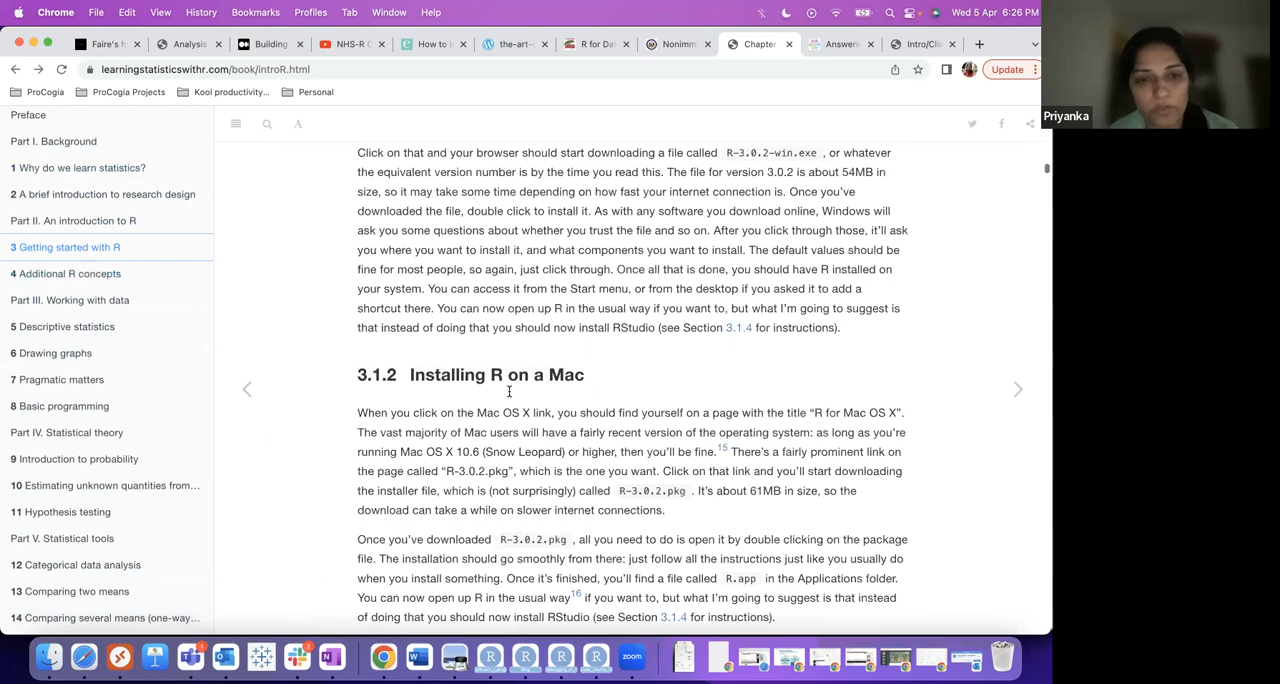 Chrome File Edit View History Bookmarks Profiles Tab Window Help Wed 5 Apr 6:26 PM
Faire's h Analysis Building NHS-R C How to l the-art- R for Da Nonimmi Chapter Answerin Intro/Cli
learningstatisticswithr.com/book/introR.html Update
ProCogia ProCogia Projects Kool productivity... Personal
Priyanka
Preface
Part I. Background
1 Why do we learn statistics?
2 A brief introduction to research design
Part II. An introduction to R
3 Getting started with R
4 Additional R concepts
Part III. Working with data
5 Descriptive statistics
6 Drawing graphs
7 Pragmatic matters
8 Basic programming
Part IV. Statistical theory
9 Introduction to probability
10 Estimating unknown quantities from...
11 Hypothesis testing
Part V. Statistical tools
12 Categorical data analysis
13 Comparing two means
14 Comparing several means (one-way...
Click on that and your browser should start downloading a file called R-3.0.2-win.exe , or whatever
the equivalent version number is by the time you read this. The file for version 3.0.2 is about 54MB in
size, so it may take some time depending on how fast your internet connection is. Once you've
downloaded the file, double click to install it. As with any software you download online, Windows will
ask you some questions about whether you trust the file and so on. After you click through those, it'll ask
you where you want to install it, and what components you want to install. The default values should be
fine for most people, so again, just click through. Once all that is done, you should have R installed on
your system. You can access it from the Start menu, or from the desktop if you asked it to add a
shortcut there. You can now open up R in the usual way if you want to, but what I'm going to suggest is
that instead of doing that you should now install RStudio (see Section 3.1.4 for instructions).
3.1.2 Installing R on a Mac
When you click on the Mac OS X link, you should find yourself on a page with the title “R for Mac OS X”.
The vast majority of Mac users will have a fairly recent version of the operating system: as long as you're
running Mac OS X 10.6 (Snow Leopard) or higher, then you'll be fine.15 There's a fairly prominent link on
the page called “R-3.0.2.pkg”, which is the one you want. Click on that link and you'll start downloading
the installer file, which is (not surprisingly) called R-3.0.2.pkg . It's about 61MB in size, so the
download can take a while on slower internet connections.
Once you've downloaded R-3.0.2.pkg , all you need to do is open it by double clicking on the package
file. The installation should go smoothly from there: just follow all the instructions just like you usually do
when you install something. Once it's finished, you'll find a file called R.app in the Applications folder.
You can now open up R in the usual way16 if you want to, but what I'm going to suggest is that instead
of doing that you should now install RStudio (see Section 3.1.4 for instructions).
zoom